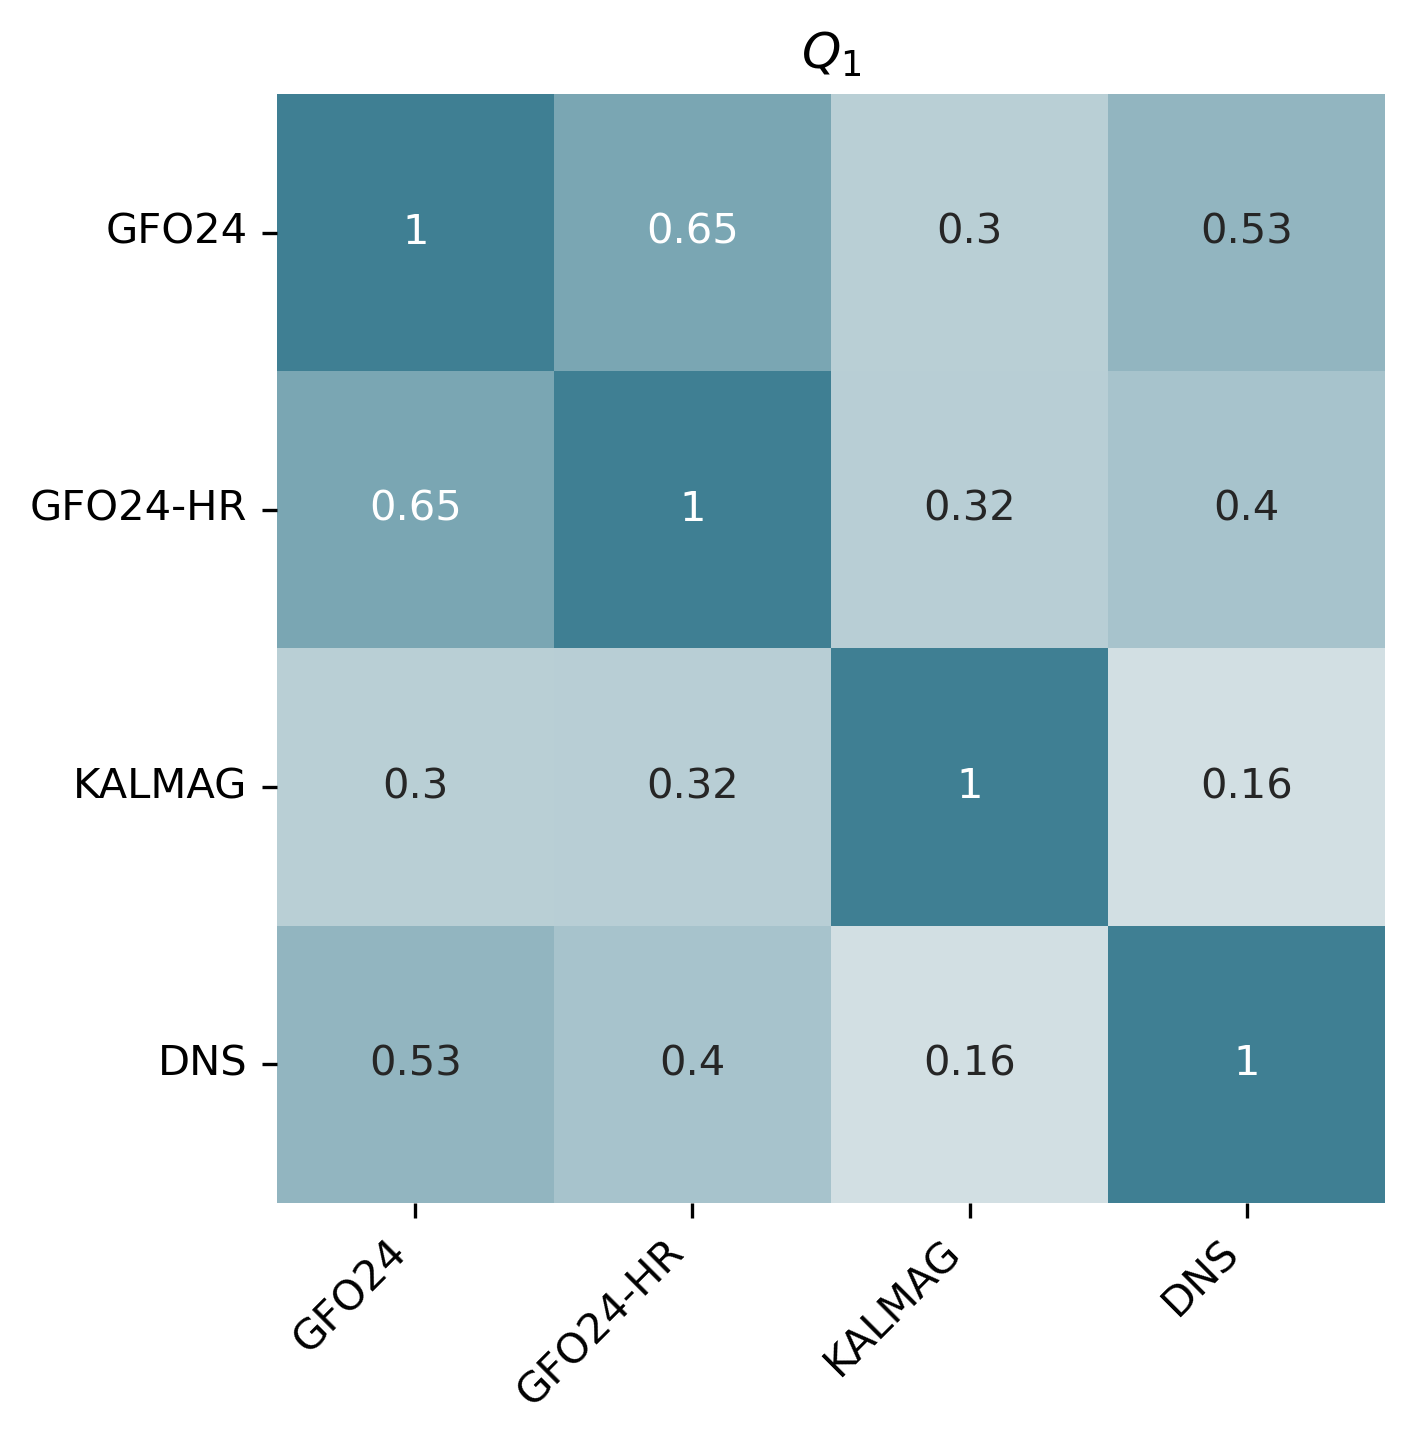 Q₁
GFO24 1 0.65 0.3 0.53
GFO24-HR 0.65 1 0.32 0.4
KALMAG 0.3 0.32 1 0.16
DNS 0.53 0.4 0.16 1
GFO24 GFO24-HR KALMAG DNS